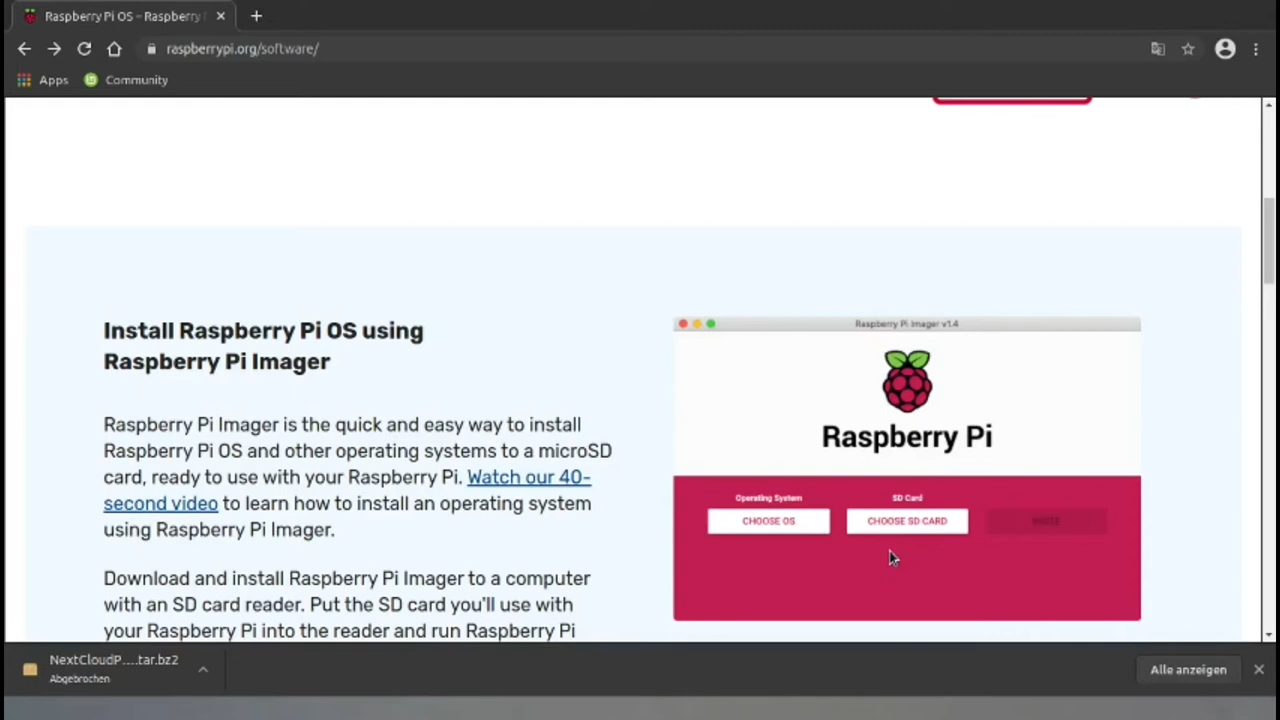 Raspberry Pi OS – Raspberry
raspberrypi.org/software/
Apps
Community
Install Raspberry Pi OS using
Raspberry Pi Imager
Raspberry Pi Imager is the quick and easy way to install
Raspberry Pi OS and other operating systems to a microSD
card, ready to use with your Raspberry Pi. Watch our 40-
second video to learn how to install an operating system
using Raspberry Pi Imager.
Download and install Raspberry Pi Imager to a computer
with an SD card reader. Put the SD card you'll use with
your Raspberry Pi into the reader and run Raspberry Pi
Raspberry Pi Imager v1.4
Raspberry Pi
Operating System
SD Card
CHOOSE OS
CHOOSE SD CARD
WRITE
NextCloudP....tar.bz2
Abgebrochen
Alle anzeigen